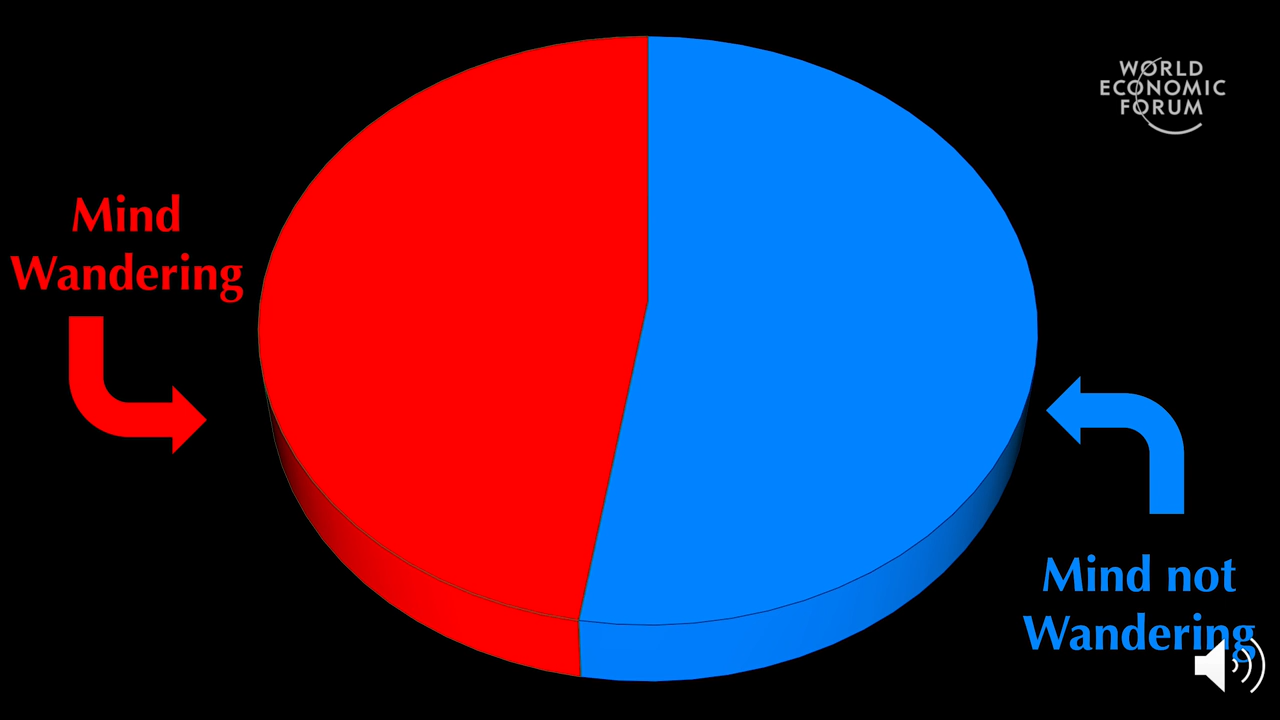 WORLD
ECONOMIC
FORUM
Mind
Wandering
Mind not
Wandering